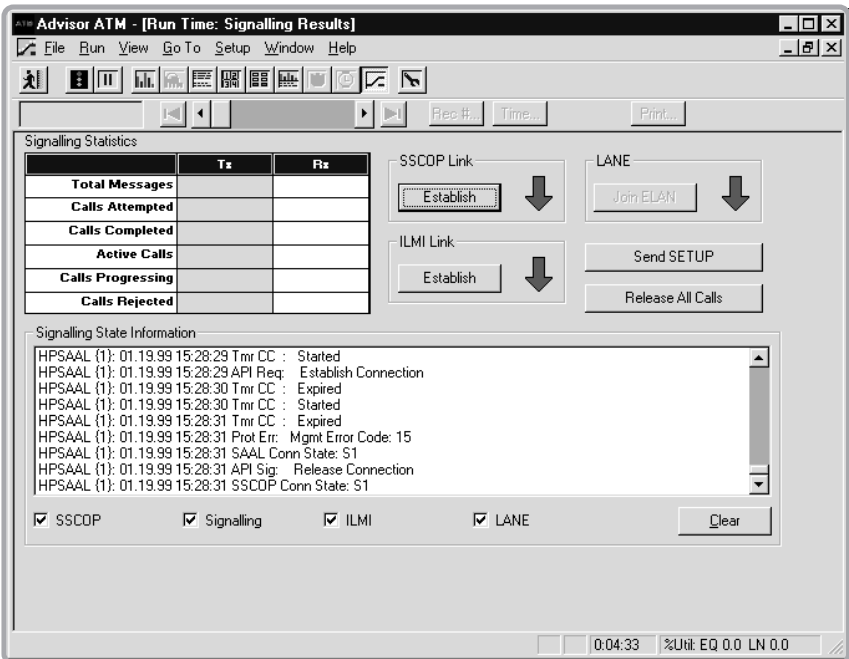 Advisor ATM - [Run Time: Signalling Results]
File Run View Go To Setup Window Help
Rec #... Time... Print...
Signalling Statistics
Tx Rx
Total Messages
Calls Attempted
Calls Completed
Active Calls
Calls Progressing
Calls Rejected
SSCOP Link
Establish
LANE
Join ELAN
ILMI Link
Establish
Send SETUP
Release All Calls
Signalling State Information
HPSAAL {1}: 01.19.99 15:28:29 Tmr CC : Started
HPSAAL {1}: 01.19.99 15:28:29 API Req: Establish Connection
HPSAAL {1}: 01.19.99 15:28:30 Tmr CC : Expired
HPSAAL {1}: 01.19.99 15:28:30 Tmr CC : Started
HPSAAL {1}: 01.19.99 15:28:31 Tmr CC : Expired
HPSAAL {1}: 01.19.99 15:28:31 Prot Err: Mgmt Error Code: 15
HPSAAL {1}: 01.19.99 15:28:31 SAAL Conn State: S1
HPSAAL {1}: 01.19.99 15:28:31 API Sig: Release Connection
HPSAAL {1}: 01.19.99 15:28:31 SSCOP Conn State: S1
SSCOP Signalling ILMI LANE Clear
0:04:33 %Util: EQ 0.0 LN 0.0